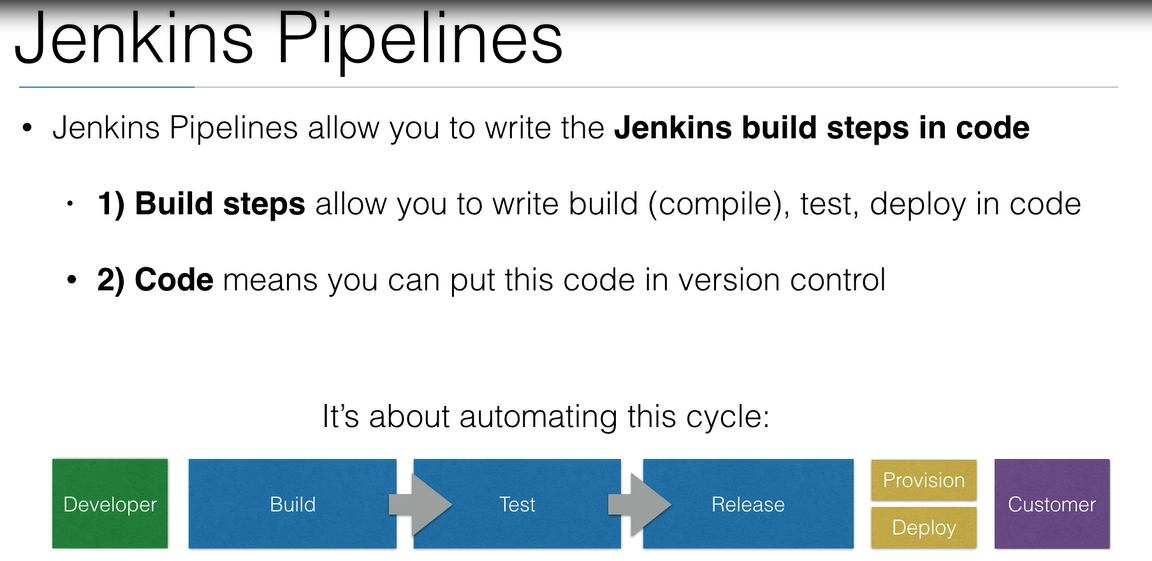 Jenkins Pipelines
• Jenkins Pipelines allow you to write the Jenkins build steps in code
• 1) Build steps allow you to write build (compile), test, deploy in code
• 2) Code means you can put this code in version control
It’s about automating this cycle:
Developer
Build
Test
Release
Provision
Deploy
Customer